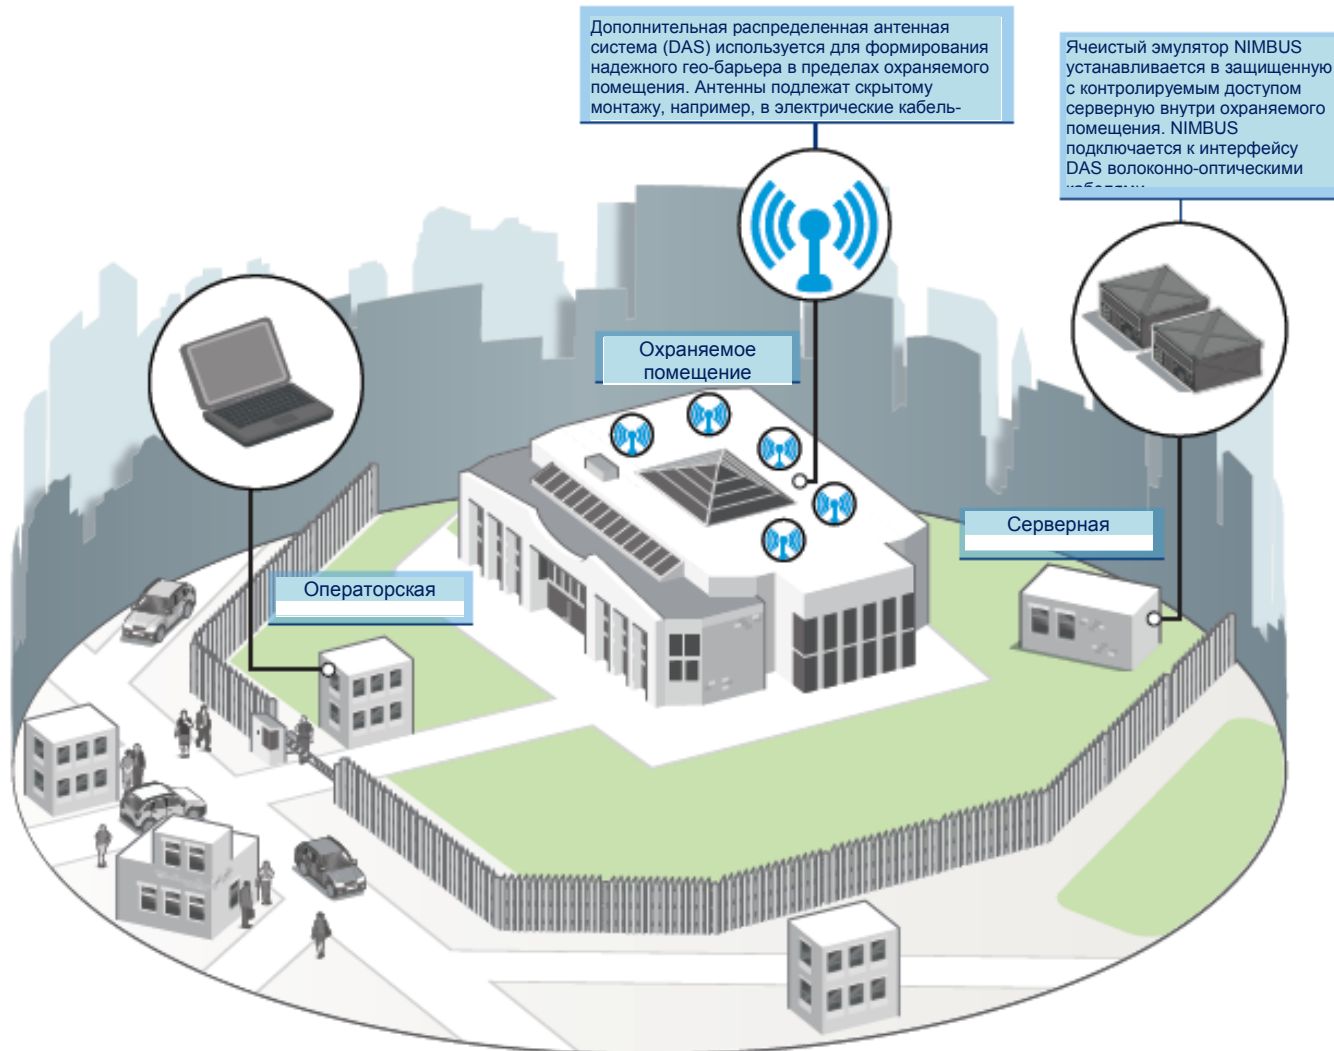 Дополнительная распределенная антенная
система (DAS) используется для формирования
надежного гео-барьера в пределах охраняемого
помещения. Антенны подлежат скрытому
монтажу, например, в электрические кабель-
Ячеистый эмулятор NIMBUS
устанавливается в защищенную
с контролируемым доступом
серверную внутри охраняемого
помещения. NIMBUS
подключается к интерфейсу
DAS волоконно-оптическими
Охраняемое
помещение
Серверная
Операторская